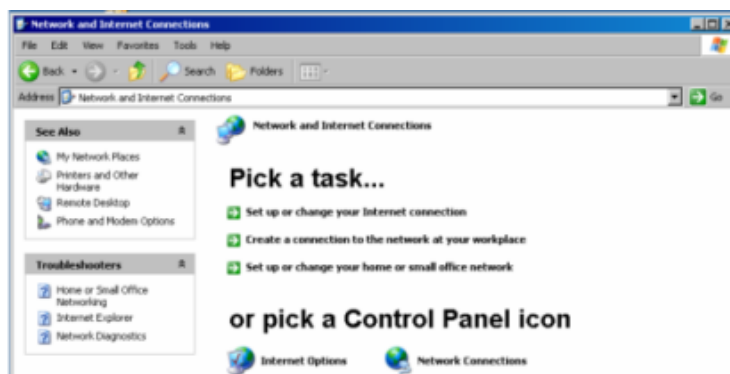 Network and Internet Connections
File Edit View Favorites Tools Help
Back Search Folders
Address Network and Internet Connections Go
See Also
My Network Places
Printers and Other
Hardware
Remote Desktop
Phone and Modem Options
Troubleshooters
Home or Small Office
Networking
Internet Explorer
Network Diagnostics
Network and Internet Connections
Pick a task...
Set up or change your Internet connection
Create a connection to the network at your workplace
Set up or change your home or small office network
or pick a Control Panel icon
Internet Options Network Connections